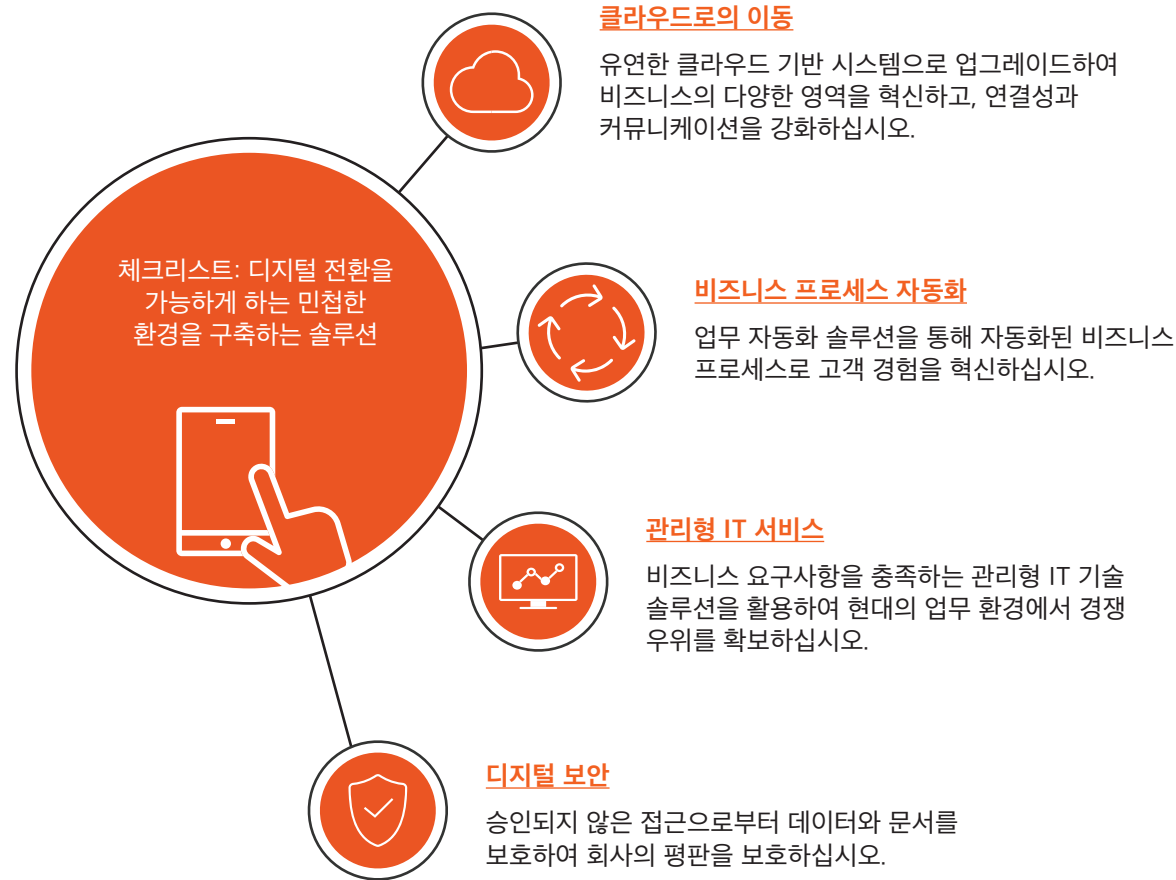 클라우드로의 이동
유연한 클라우드 기반 시스템으로 업그레이드하여
비즈니스의 다양한 영역을 혁신하고, 연결성과
커뮤니케이션을 강화하십시오.
체크리스트: 디지털 전환을
가능하게 하는 민첩한
환경을 구축하는 솔루션
비즈니스 프로세스 자동화
업무 자동화 솔루션을 통해 자동화된 비즈니스
프로세스로 고객 경험을 혁신하십시오.
관리형 IT 서비스
비즈니스 요구사항을 충족하는 관리형 IT 기술
솔루션을 활용하여 현대의 업무 환경에서 경쟁
우위를 확보하십시오.
디지털 보안
승인되지 않은 접근으로부터 데이터와 문서를
보호하여 회사의 평판을 보호하십시오.